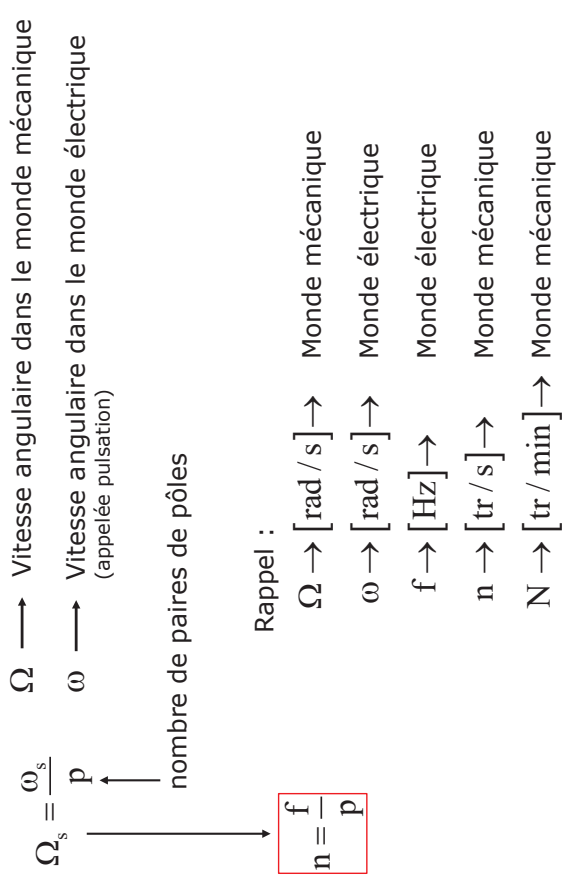 Ω ⟶ Vitesse angulaire dans le monde mécanique
ω ⟶ Vitesse angulaire dans le monde électrique
(appelée pulsation)
Ωₛ = ωₛ / p
nombre de paires de pôles
n = f / p
Rappel :
Ω → [rad / s] → Monde mécanique
ω → [rad / s] → Monde électrique
f → [Hz] → Monde électrique
n → [tr / s] → Monde mécanique
N → [tr / min] → Monde mécanique